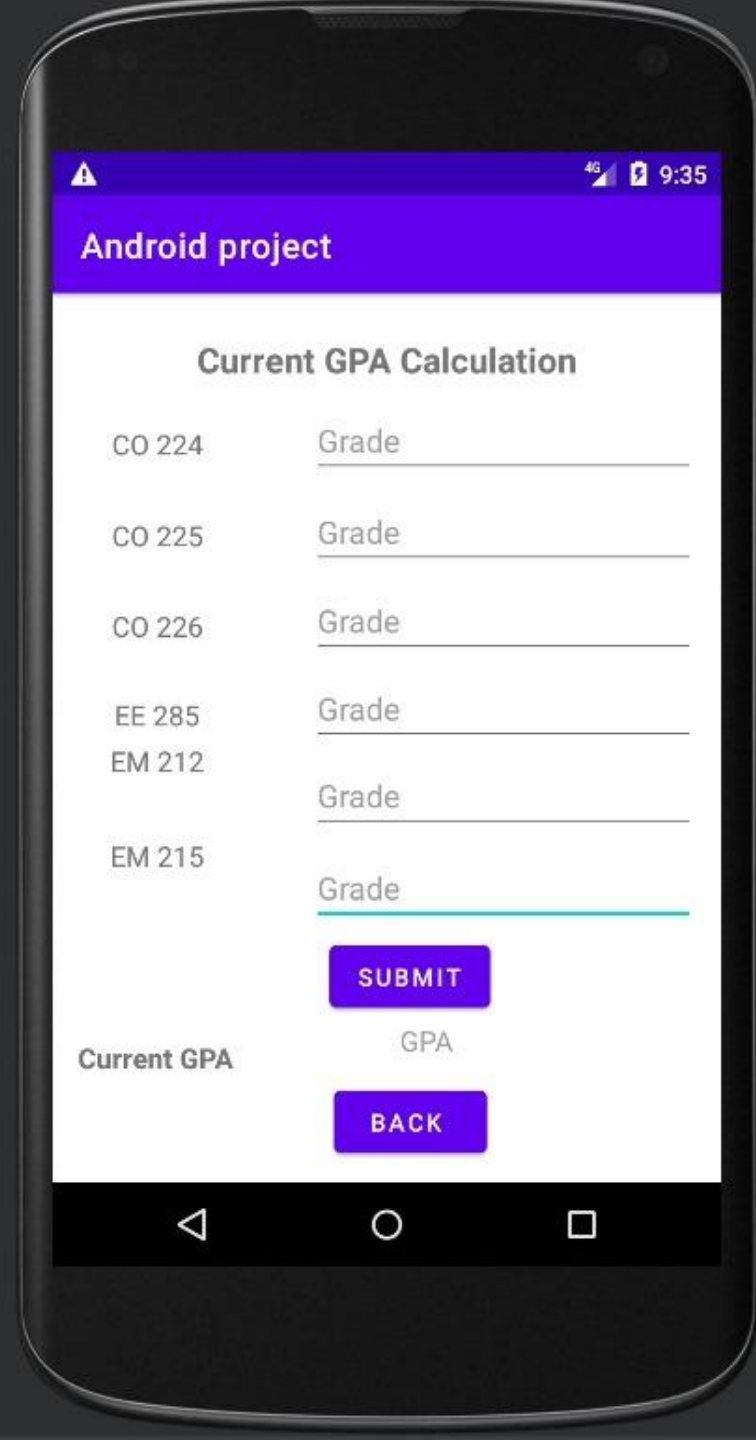 4G 9:35
Android project
Current GPA Calculation
CO 224 Grade
CO 225 Grade
CO 226 Grade
EE 285 Grade
EM 212 Grade
EM 215 Grade
SUBMIT
Current GPA GPA
BACK